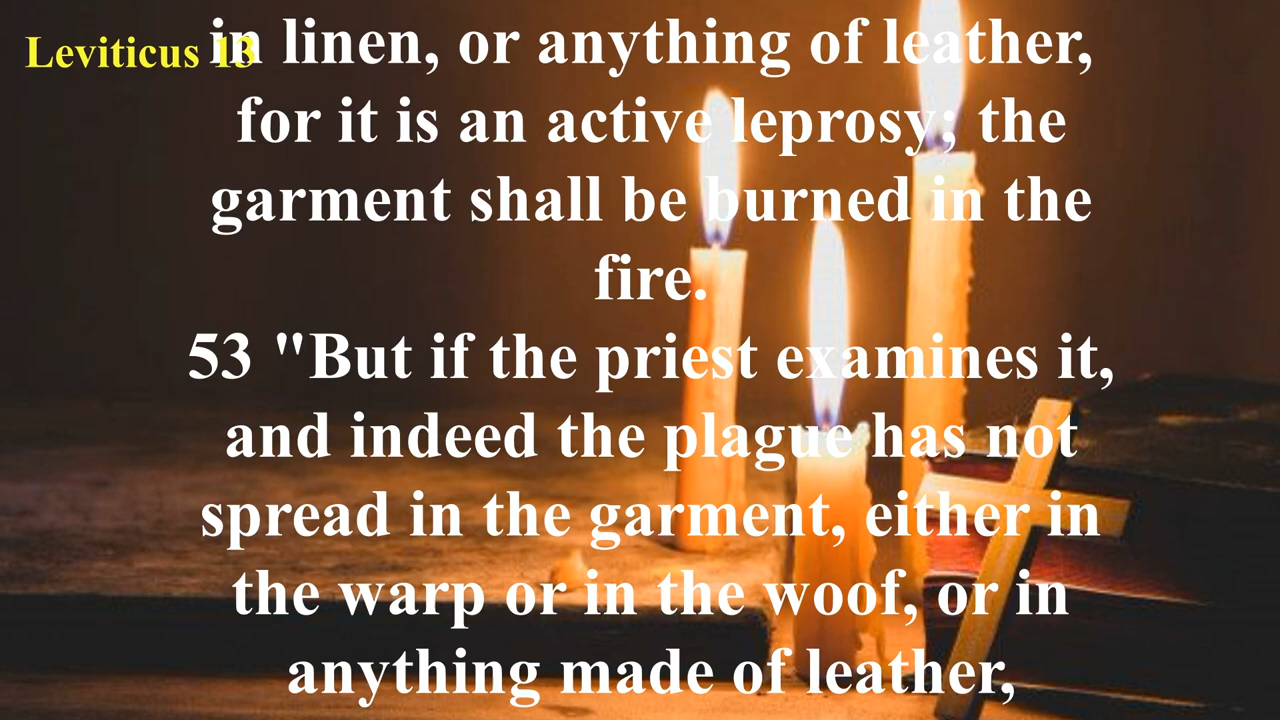 Leviticus 13
in linen, or anything of leather,
for it is an active leprosy; the
garment shall be burned in the
fire.
53 "But if the priest examines it,
and indeed the plague has not
spread in the garment, either in
the warp or in the woof, or in
anything made of leather,